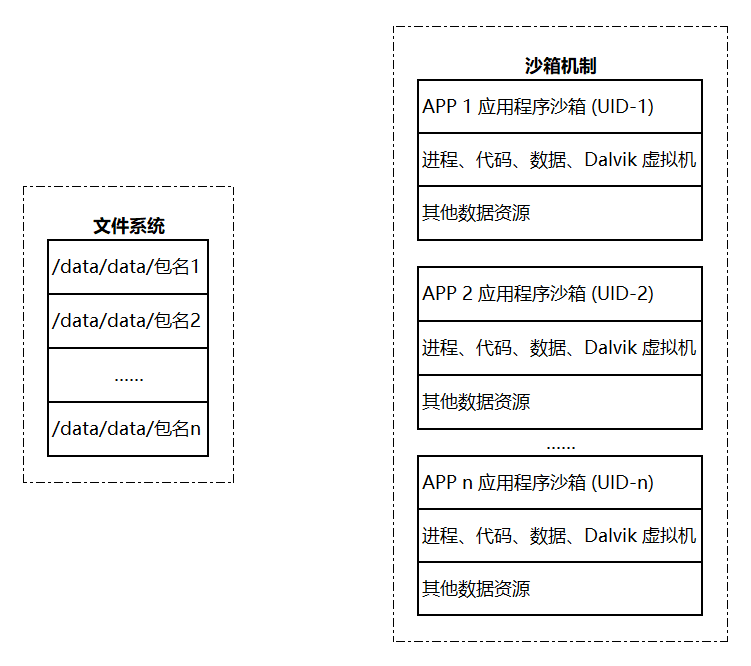 文件系统
/data/data/包名1
/data/data/包名2
......
/data/data/包名n
沙箱机制
APP 1 应用程序沙箱 (UID-1)
进程、代码、数据、Dalvik 虚拟机
其他数据资源
APP 2 应用程序沙箱 (UID-2)
进程、代码、数据、Dalvik 虚拟机
其他数据资源
......
APP n 应用程序沙箱 (UID-n)
进程、代码、数据、Dalvik 虚拟机
其他数据资源